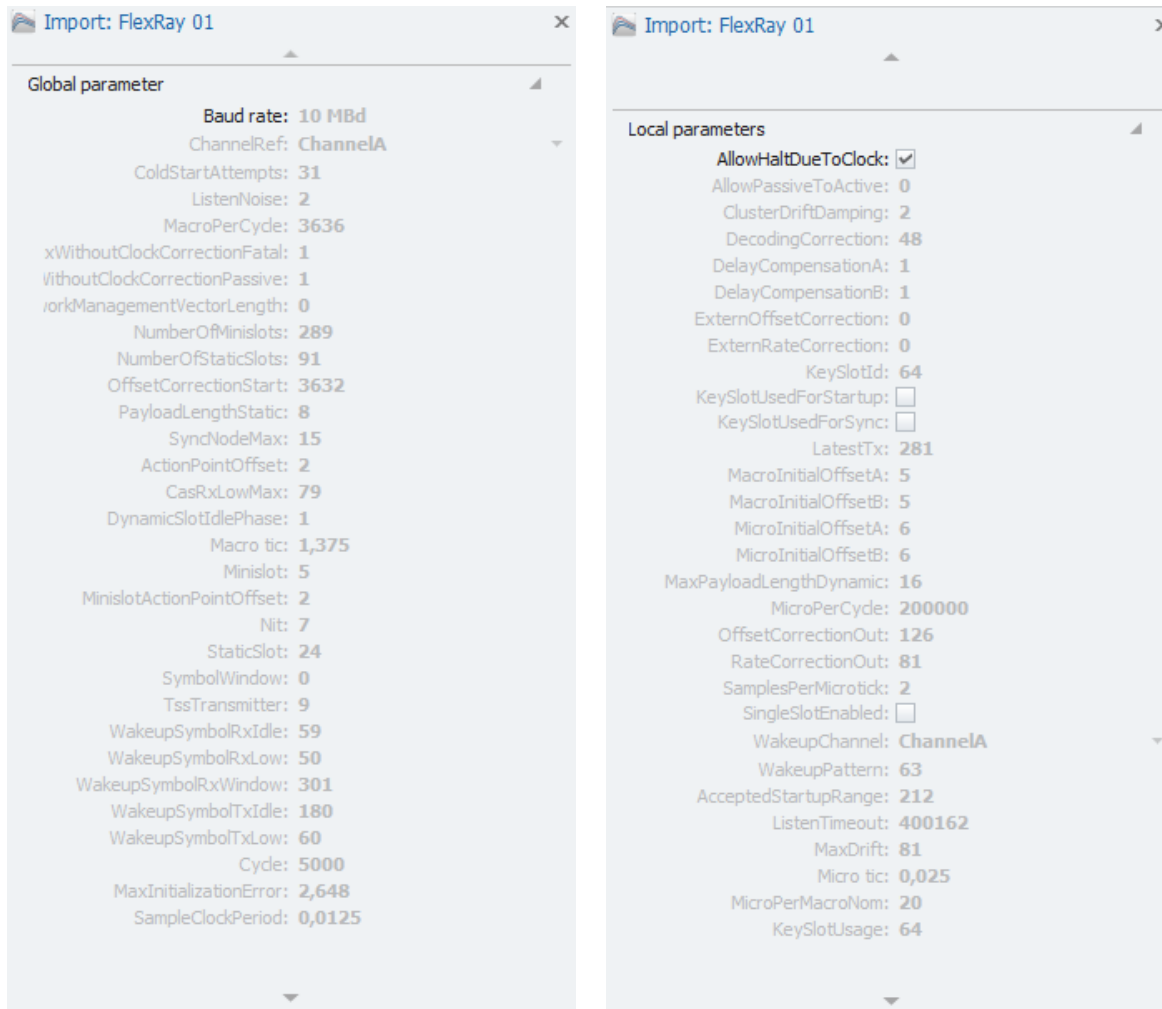 Import: FlexRay 01
Global parameter
Baud rate: 10 MBd
ChannelRef: ChannelA
ColdStartAttempts: 31
ListenNoise: 2
MacroPerCycle: 3636
xWithoutClockCorrectionFatal: 1
VithoutClockCorrectionPassive: 1
vorkManagementVectorLength: 0
NumberOfMinislots: 289
NumberOfStaticSlots: 91
OffsetCorrectionStart: 3632
PayloadLengthStatic: 8
SyncNodeMax: 15
ActionPointOffset: 2
CasRxLowMax: 79
DynamicSlotIdlePhase: 1
Macro tic: 1,375
Minislot: 5
MinislotActionPointOffset: 2
Nit: 7
StaticSlot: 24
SymbolWindow: 0
TssTransmitter: 9
WakeupSymbolRxIdle: 59
WakeupSymbolRxLow: 50
WakeupSymbolRxWindow: 301
WakeupSymbolTxIdle: 180
WakeupSymbolTxLow: 60
Cycle: 5000
MaxInitializationError: 2,648
SampleClockPeriod: 0,0125
Import: FlexRay 01
Local parameters
AllowHaltDueToClock:
AllowPassiveToActive: 0
ClusterDriftDamping: 2
DecodingCorrection: 48
DelayCompensationA: 1
DelayCompensationB: 1
ExternOffsetCorrection: 0
ExternRateCorrection: 0
KeySlotId: 64
KeySlotUsedForStartup:
KeySlotUsedForSync:
LatestTx: 281
MacroInitialOffsetA: 5
MacroInitialOffsetB: 5
MicroInitialOffsetA: 6
MicroInitialOffsetB: 6
MaxPayloadLengthDynamic: 16
MicroPerCycle: 200000
OffsetCorrectionOut: 126
RateCorrectionOut: 81
SamplesPerMicrotick: 2
SingleSlotEnabled:
WakeupChannel: ChannelA
WakeupPattern: 63
AcceptedStartupRange: 212
ListenTimeout: 400162
MaxDrift: 81
Micro tic: 0,025
MicroPerMacroNom: 20
KeySlotUsage: 64